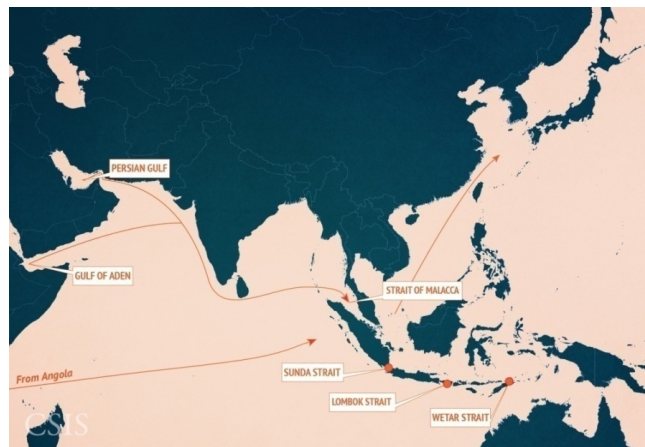 PERSIAN GULF
GULF OF ADEN
STRAIT OF MALACCA
From Angola
SUNDA STRAIT
LOMBOK STRAIT
WETAR STRAIT
CSIS